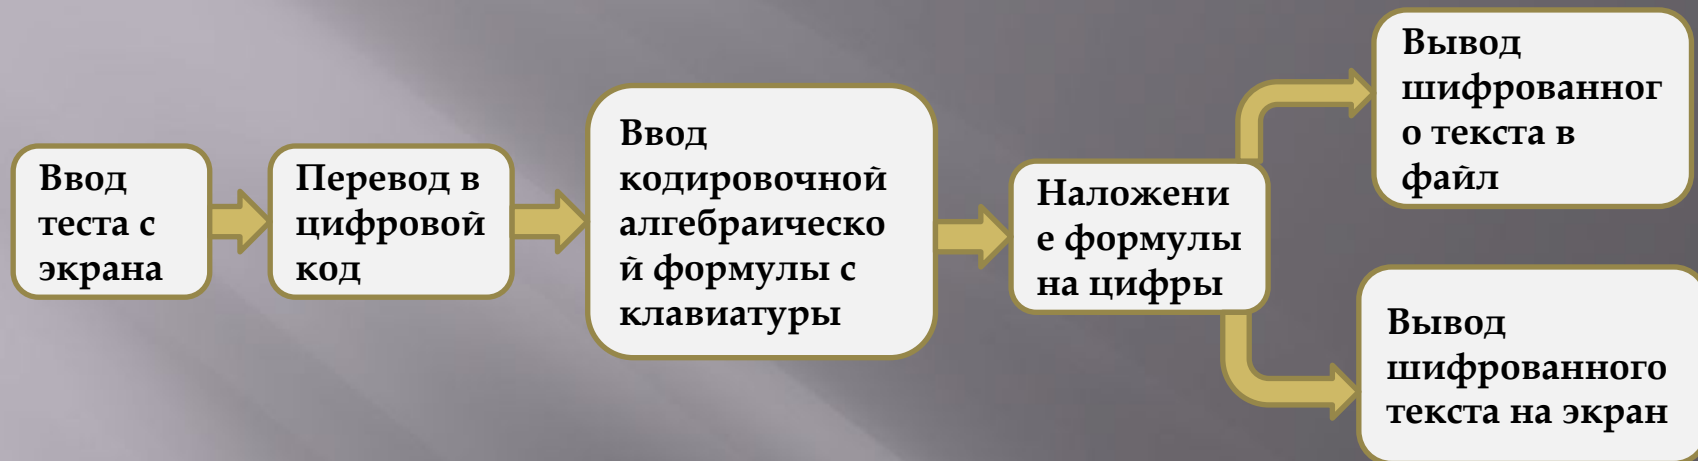 Ввод
теста с
экрана
Перевод в
цифровой
код
Ввод
кодировочной
алгебраическо
й формулы с
клавиатуры
Наложени
е формулы
на цифры
Вывод
шифрованног
о текста в
файл
Вывод
шифрованного
текста на экран